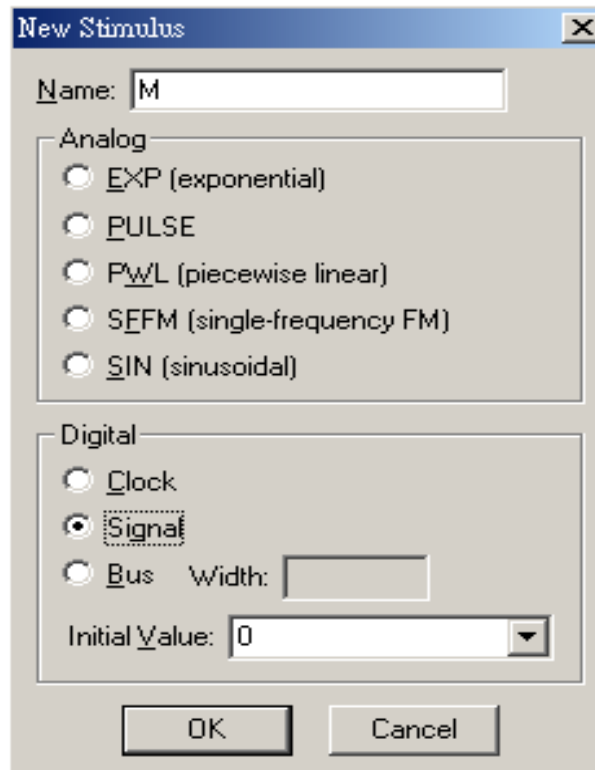 New Stimulus
Name: M
Analog
EXP (exponential)
PULSE
PWL (piecewise linear)
SFFM (single-frequency FM)
SIN (sinusoidal)
Digital
Clock
Signal
Bus Width:
Initial Value: 0
OK Cancel